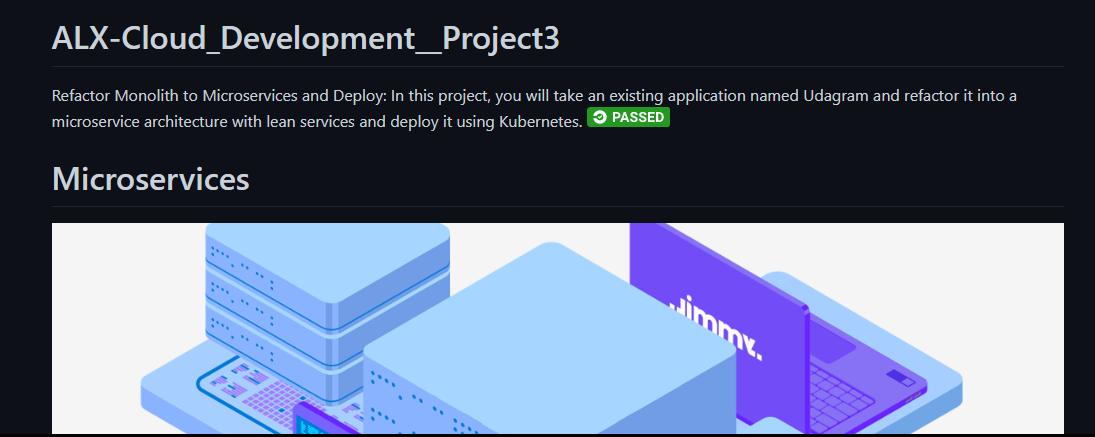 ALX-Cloud_Development__Project3
Refactor Monolith to Microservices and Deploy: In this project, you will take an existing application named Udagram and refactor it into a
microservice architecture with lean services and deploy it using Kubernetes. PASSED
Microservices
jimmy.